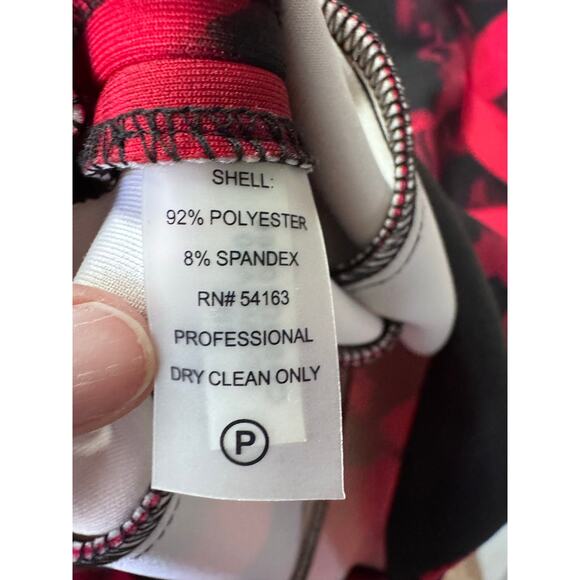 SHELL:
92% POLYESTER
8% SPANDEX
RN# 54163
PROFESSIONAL
DRY CLEAN ONLY
P